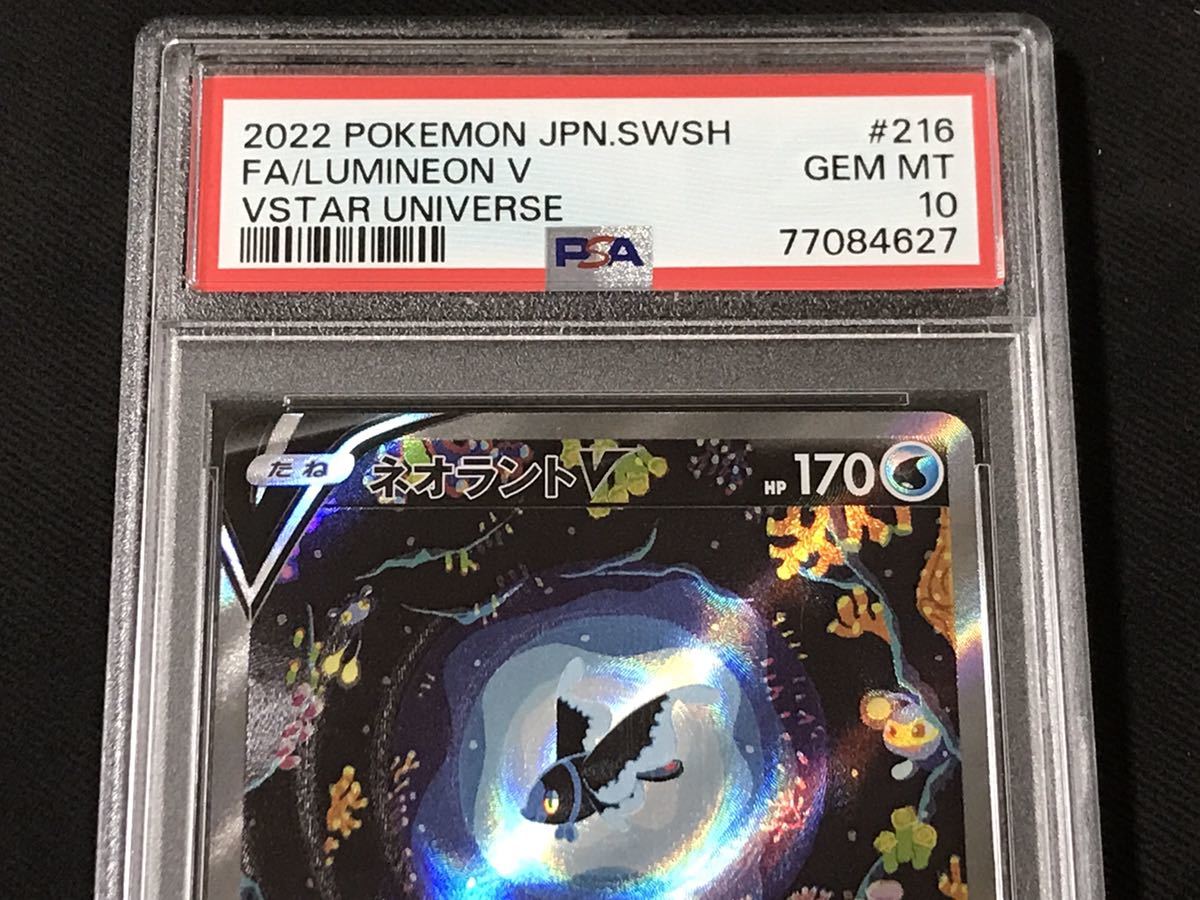 2022 POKEMON JPN.SWSH #216
FA/LUMINEON V GEM MT
VSTAR UNIVERSE 10
PSA 77084627
たね ネオラントV HP 170